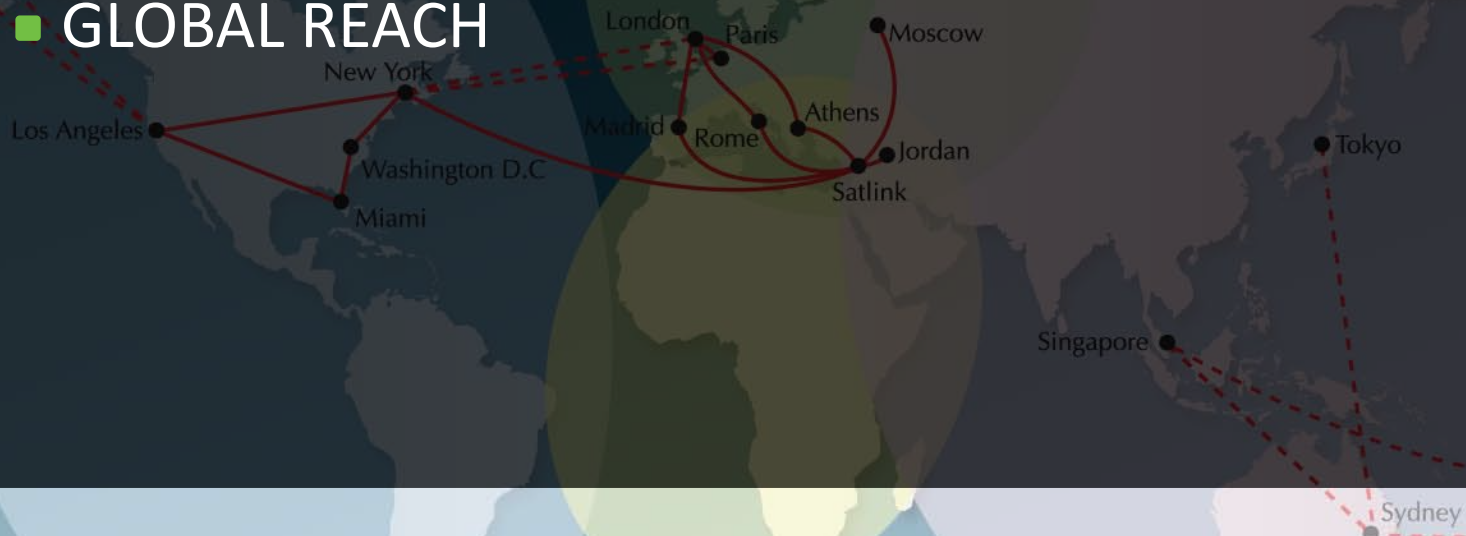 GLOBAL REACH
London
Paris
Moscow
New York
Los Angeles
Madrid
Rome
Athens
Jordan
Tokyo
Washington D.C
Satlink
Miami
Singapore
Sydney